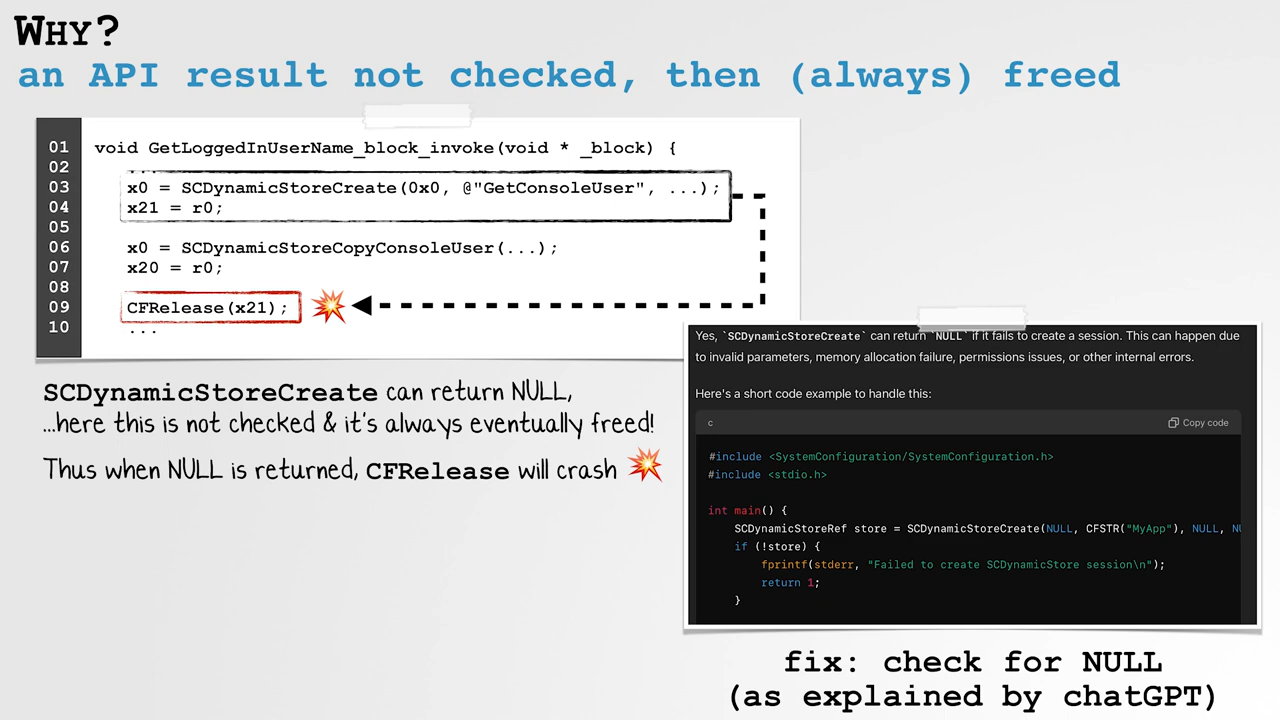 WHY?
an API result not checked, then (always) freed
01 void GetLoggedInUserName_block_invoke(void * _block) {
02 ...
03 x0 = SCDynamicStoreCreate(0x0, @"GetConsoleUser", ...);
04 x21 = r0;
05
06 x0 = SCDynamicStoreCopyConsoleUser(...);
07 x20 = r0;
08
09 CFRelease(x21);
10 ...
SCDynamicStoreCreate can return NULL,
...here this is not checked & it's always eventually freed!
Thus when NULL is returned, CFRelease will crash
Yes, `SCDynamicStoreCreate` can return `NULL` if it fails to create a session. This can happen due
to invalid parameters, memory allocation failure, permissions issues, or other internal errors.
Here's a short code example to handle this:
c Copy code
#include <SystemConfiguration/SystemConfiguration.h>
#include <stdio.h>
int main() {
SCDynamicStoreRef store = SCDynamicStoreCreate(NULL, CFSTR("MyApp"), NULL, NU
if (!store) {
fprintf(stderr, "Failed to create SCDynamicStore session\n");
return 1;
}
fix: check for NULL
(as explained by chatGPT)